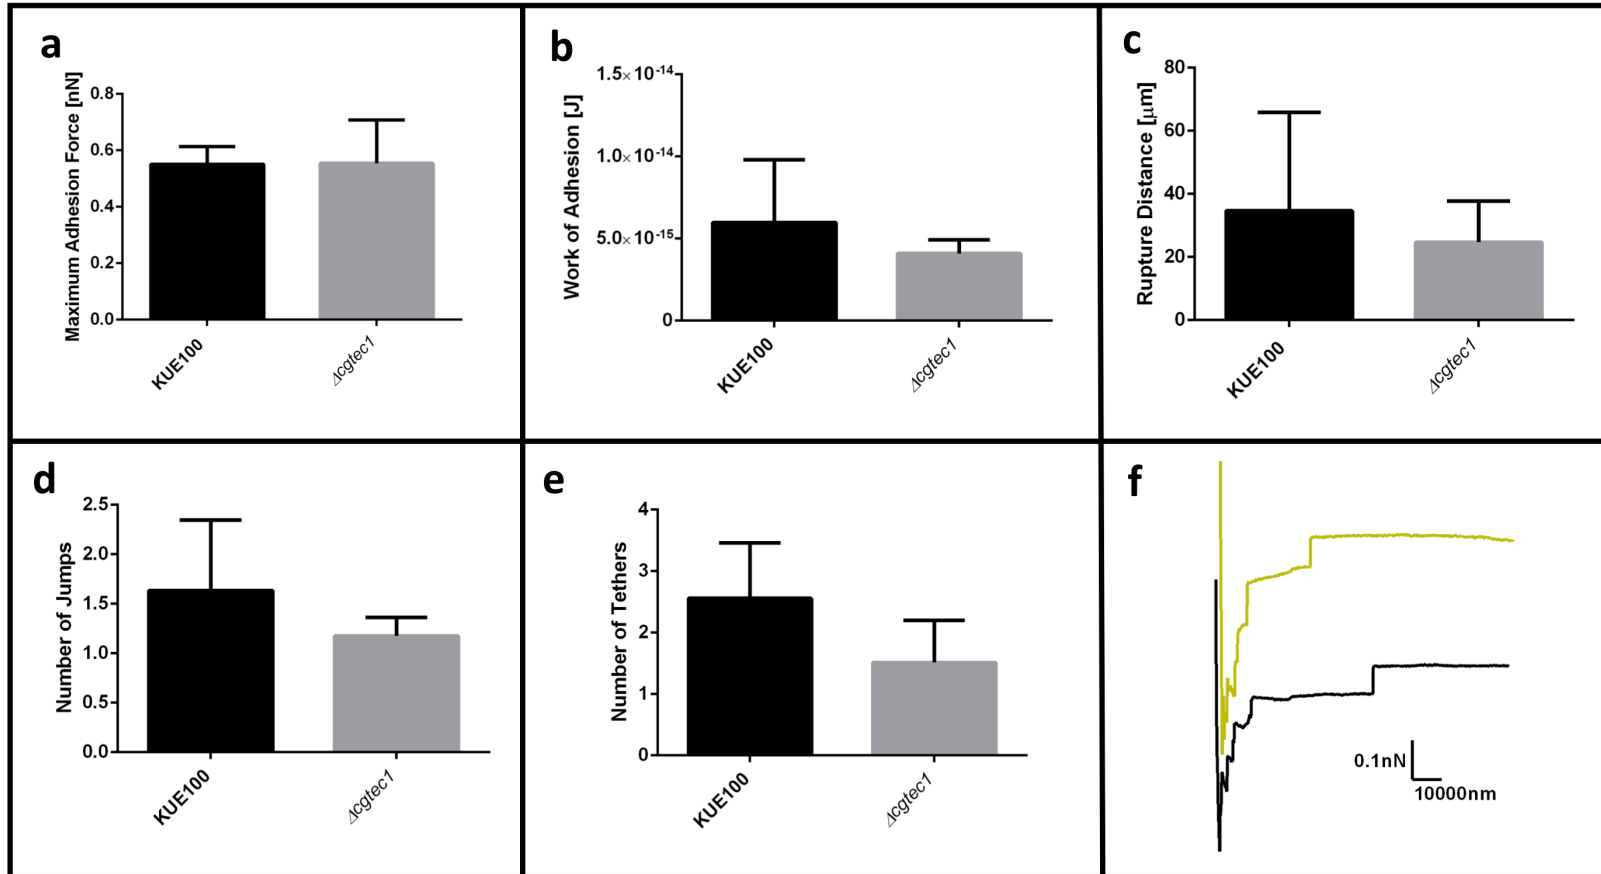 a
Maximum Adhesion Force [nN]
0.8
0.6
0.4
0.2
0.0
KUE100
Δcgtec1
b
Work of Adhesion [J]
1.5×10-14
1.0×10-14
5.0×10-15
0
KUE100
Δcgtec1
c
Rupture Distance [μm]
80
60
40
20
0
KUE100
Δcgtec1
d
Number of Jumps
2.5
2.0
1.5
1.0
0.5
0.0
KUE100
Δcgtec1
e
Number of Tethers
4
3
2
1
0
KUE100
Δcgtec1
f
0.1nN
10000nm